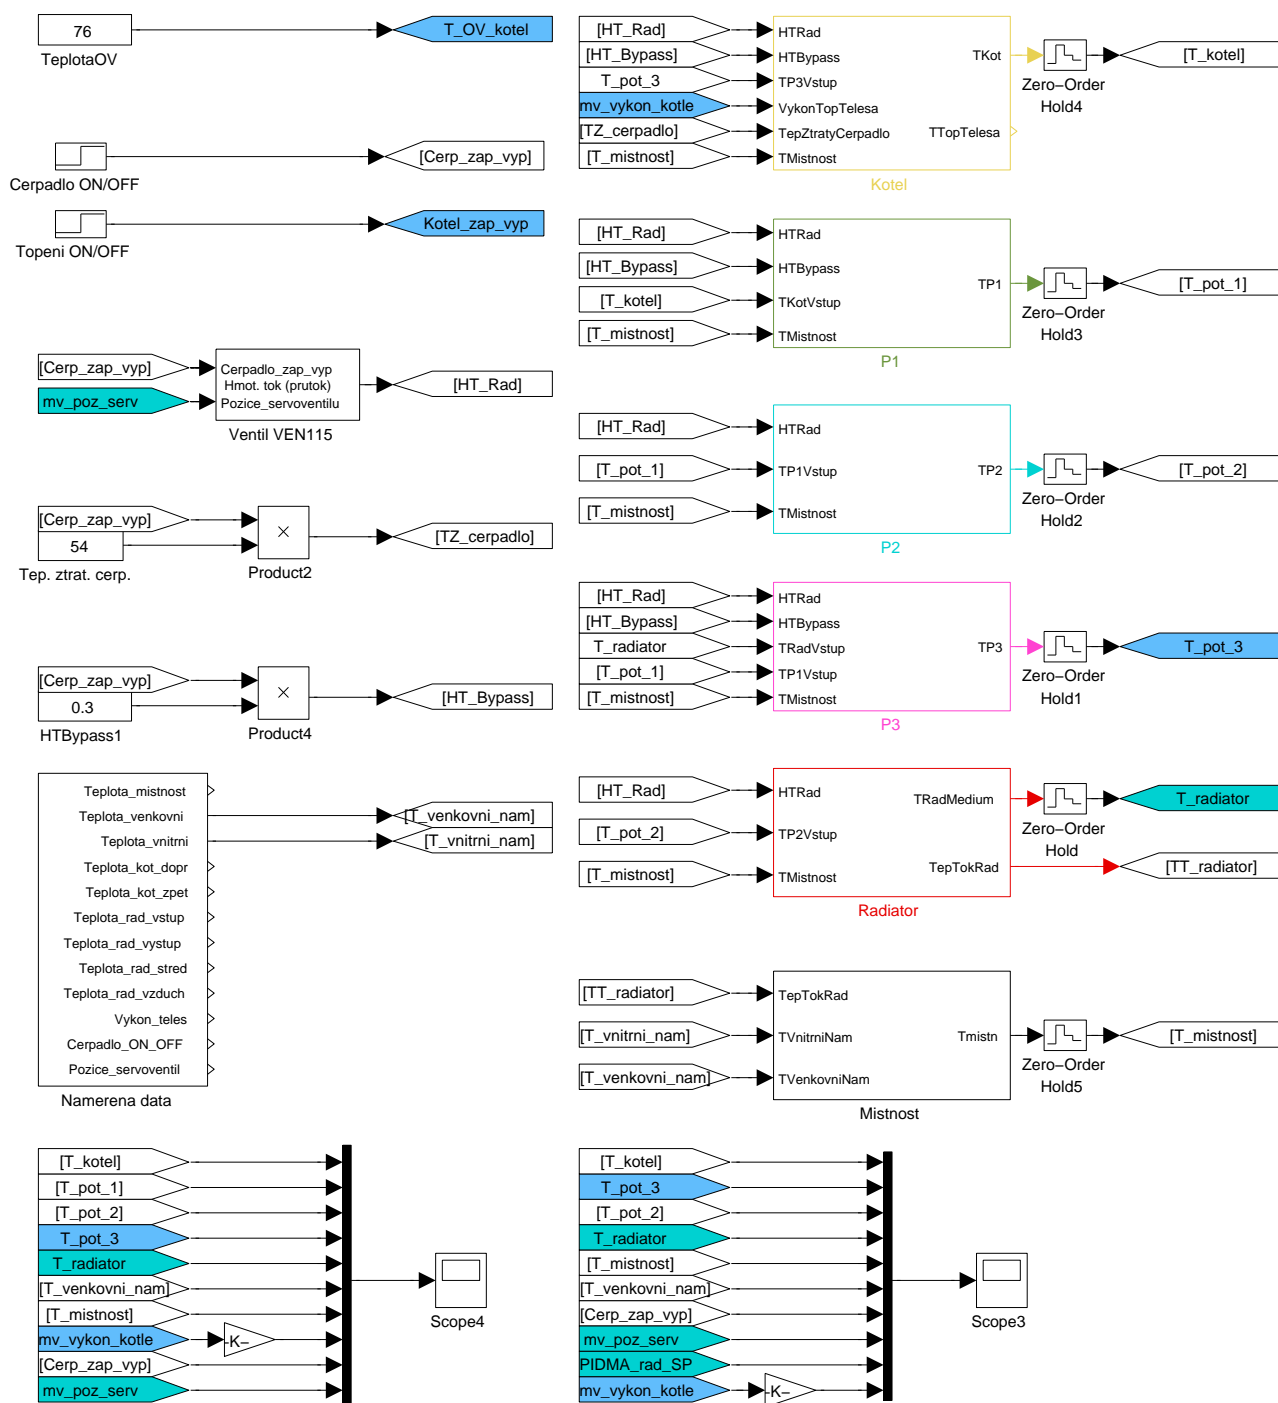 76
T_OV_kotel
TeplotaOV
Cerpadlo ON/OFF
[Cerp_zap_vyp]
Topeni ON/OFF
Kotel_zap_vyp
[Cerp_zap_vyp]
mv_poz_serv
Cerpadlo_zap_vyp
Hmot. tok (prutok)
Pozice_servoventilu
Ventil VEN115
[HT_Rad]
[Cerp_zap_vyp]
54
Tep. ztrat. cerp.
×
Product2
[TZ_cerpadlo]
[Cerp_zap_vyp]
0.3
HTBypass1
×
Product4
[HT_Bypass]
Teplota_mistnost
Teplota_venkovni
Teplota_vnitrni
Teplota_kot_dopr
Teplota_kot_zpet
Teplota_rad_vstup
Teplota_rad_vystup
Teplota_rad_stred
Teplota_rad_vzduch
Vykon_teles
Cerpadlo_ON_OFF
Pozice_servoventil
Namerena data
[T_venkovni_nam]
[T_vnitrni_nam]
[T_kotel]
[T_pot_1]
[T_pot_2]
T_pot_3
T_radiator
[T_venkovni_nam]
[T_mistnost]
mv_vykon_kotle
-K-
[Cerp_zap_vyp]
mv_poz_serv
Scope4
[HT_Rad]
[HT_Bypass]
T_pot_3
mv_vykon_kotle
[TZ_cerpadlo]
[T_mistnost]
HTRad
HTBypass
TP3Vstup
VykonTopTelesa
TepZtratyCerpadlo
TMistnost
TKot
TTopTelesa
Kotel
Zero-Order
Hold4
[T_kotel]
[HT_Rad]
[HT_Bypass]
[T_kotel]
[T_mistnost]
HTRad
HTBypass
TKotVstup
TMistnost
TP1
P1
Zero-Order
Hold3
[T_pot_1]
[HT_Rad]
[T_pot_1]
[T_mistnost]
HTRad
TP1Vstup
TMistnost
TP2
P2
Zero-Order
Hold2
[T_pot_2]
[HT_Rad]
[HT_Bypass]
T_radiator
[T_pot_1]
[T_mistnost]
HTRad
HTBypass
TRadVstup
TP1Vstup
TMistnost
TP3
P3
Zero-Order
Hold1
T_pot_3
[HT_Rad]
[T_pot_2]
[T_mistnost]
HTRad
TP2Vstup
TMistnost
TRadMedium
TepTokRad
Radiator
Zero-Order
Hold
T_radiator
[TT_radiator]
[TT_radiator]
[T_vnitrni_nam]
[T_venkovni_nam]
TepTokRad
TVnitrniNam
TVenkovniNam
Tmistn
Mistnost
Zero-Order
Hold5
[T_mistnost]
[T_kotel]
T_pot_3
[T_pot_2]
T_radiator
[T_mistnost]
[T_venkovni_nam]
[Cerp_zap_vyp]
mv_poz_serv
PIDMA_rad_SP
mv_vykon_kotle
-K-
Scope3